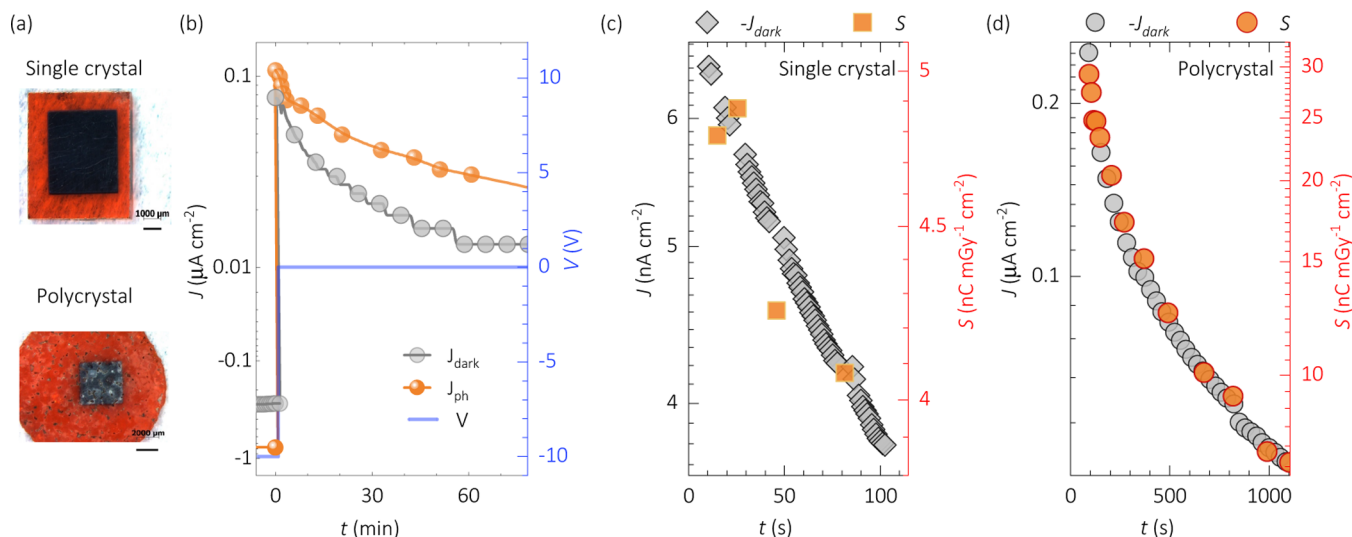 (a)
Single crystal
1000 µm
Polycrystal
2000 µm
(b)
0.1
0.01
-0.1
-1
J (µA cm⁻²)
10
5
0
-5
-10
V (V)
J_dark
J_ph
V
0 30 60
t (min)
(c)
-J_dark S
Single crystal
6
5
4
J (nA cm⁻²)
5
4
S (nC mGy⁻¹ cm⁻²)
0 50 100
t (s)
(d)
-J_dark S
Polycrystal
0.2
0.1
J (µA cm⁻²)
30
25
20
15
10
S (nC mGy⁻¹ cm⁻²)
0 500 1000
t (s)